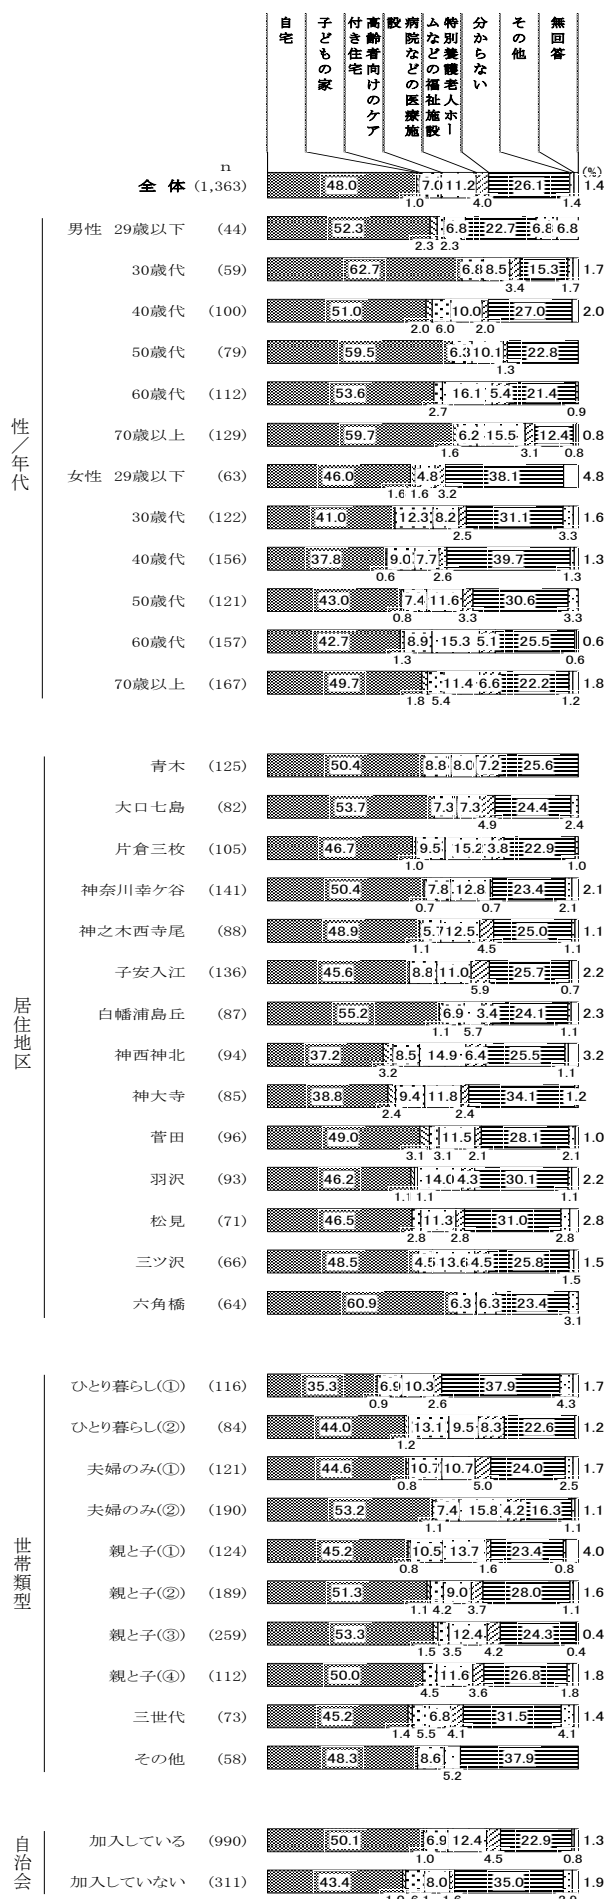 自宅
子どもの家
高齢者向けのケア付き住宅
病院などの医療施設
特別養護老人ホームなどの福祉施設
分からない
その他
無回答
n
(%)
全 体 (1,363) 48.0 1.0 7.0 11.2 4.0 26.1 1.4 1.4
性/年代
男性 29歳以下 (44) 52.3 2.3 2.3 6.8 22.7 6.8 6.8
30歳代 (59) 62.7 6.8 8.5 3.4 15.3 1.7 1.7
40歳代 (100) 51.0 2.0 6.0 10.0 2.0 27.0 2.0
50歳代 (79) 59.5 6.3 10.1 1.3 22.8
60歳代 (112) 53.6 2.7 16.1 5.4 21.4 0.9
70歳以上 (129) 59.7 1.6 6.2 15.5 3.1 12.4 0.8 0.8
女性 29歳以下 (63) 46.0 1.6 1.6 4.8 3.2 38.1 4.8
30歳代 (122) 41.0 12.3 8.2 2.5 31.1 3.3 1.6
40歳代 (156) 37.8 0.6 9.0 7.7 2.6 39.7 1.3 1.3
50歳代 (121) 43.0 0.8 7.4 11.6 3.3 30.6 3.3
60歳代 (157) 42.7 1.3 8.9 15.3 5.1 25.5 0.6 0.6
70歳以上 (167) 49.7 1.8 5.4 11.4 6.6 22.2 1.2 1.8
居住地区
青木 (125) 50.4 8.8 8.0 7.2 25.6
大口七島 (82) 53.7 7.3 7.3 4.9 24.4 2.4
片倉三枚 (105) 46.7 1.0 9.5 15.2 3.8 22.9 1.0
神奈川幸ケ谷 (141) 50.4 0.7 7.8 12.8 0.7 23.4 2.1 2.1
神之木西寺尾 (88) 48.9 1.1 5.7 12.5 4.5 25.0 1.1 1.1
子安入江 (136) 45.6 8.8 11.0 5.9 25.7 0.7 2.2
白幡浦島丘 (87) 55.2 1.1 6.9 5.7 3.4 24.1 1.1 2.3
神西神北 (94) 37.2 3.2 8.5 14.9 6.4 25.5 1.1 3.2
神大寺 (85) 38.8 2.4 9.4 11.8 2.4 34.1 1.2
菅田 (96) 49.0 3.1 3.1 11.5 2.1 28.1 2.1 1.0
羽沢 (93) 46.2 1.1 1.1 14.0 4.3 30.1 1.1 2.2
松見 (71) 46.5 2.8 11.3 2.8 31.0 2.8 2.8
三ツ沢 (66) 48.5 4.5 13.6 4.5 25.8 1.5 1.5
六角橋 (64) 60.9 6.3 6.3 23.4 3.1
世帯類型
ひとり暮らし(①) (116) 35.3 0.9 6.9 10.3 2.6 37.9 4.3 1.7
ひとり暮らし(②) (84) 44.0 1.2 13.1 9.5 8.3 22.6 1.2
夫婦のみ(①) (121) 44.6 0.8 10.7 10.7 5.0 24.0 2.5 1.7
夫婦のみ(②) (190) 53.2 1.1 7.4 15.8 4.2 16.3 1.1 1.1
親と子(①) (124) 45.2 0.8 10.5 13.7 1.6 23.4 0.8 4.0
親と子(②) (189) 51.3 1.1 4.2 9.0 3.7 28.0 1.1 1.6
親と子(③) (259) 53.3 1.5 3.5 12.4 4.2 24.3 0.4 0.4
親と子(④) (112) 50.0 4.5 11.6 3.6 26.8 1.8 1.8
三世代 (73) 45.2 1.4 5.5 6.8 4.1 31.5 4.1 1.4
その他 (58) 48.3 8.6 5.2 37.9
自治会
加入している (990) 50.1 1.0 6.9 12.4 4.5 22.9 0.8 1.3
加入していない (311) 43.4 8.0 35.0 1.9